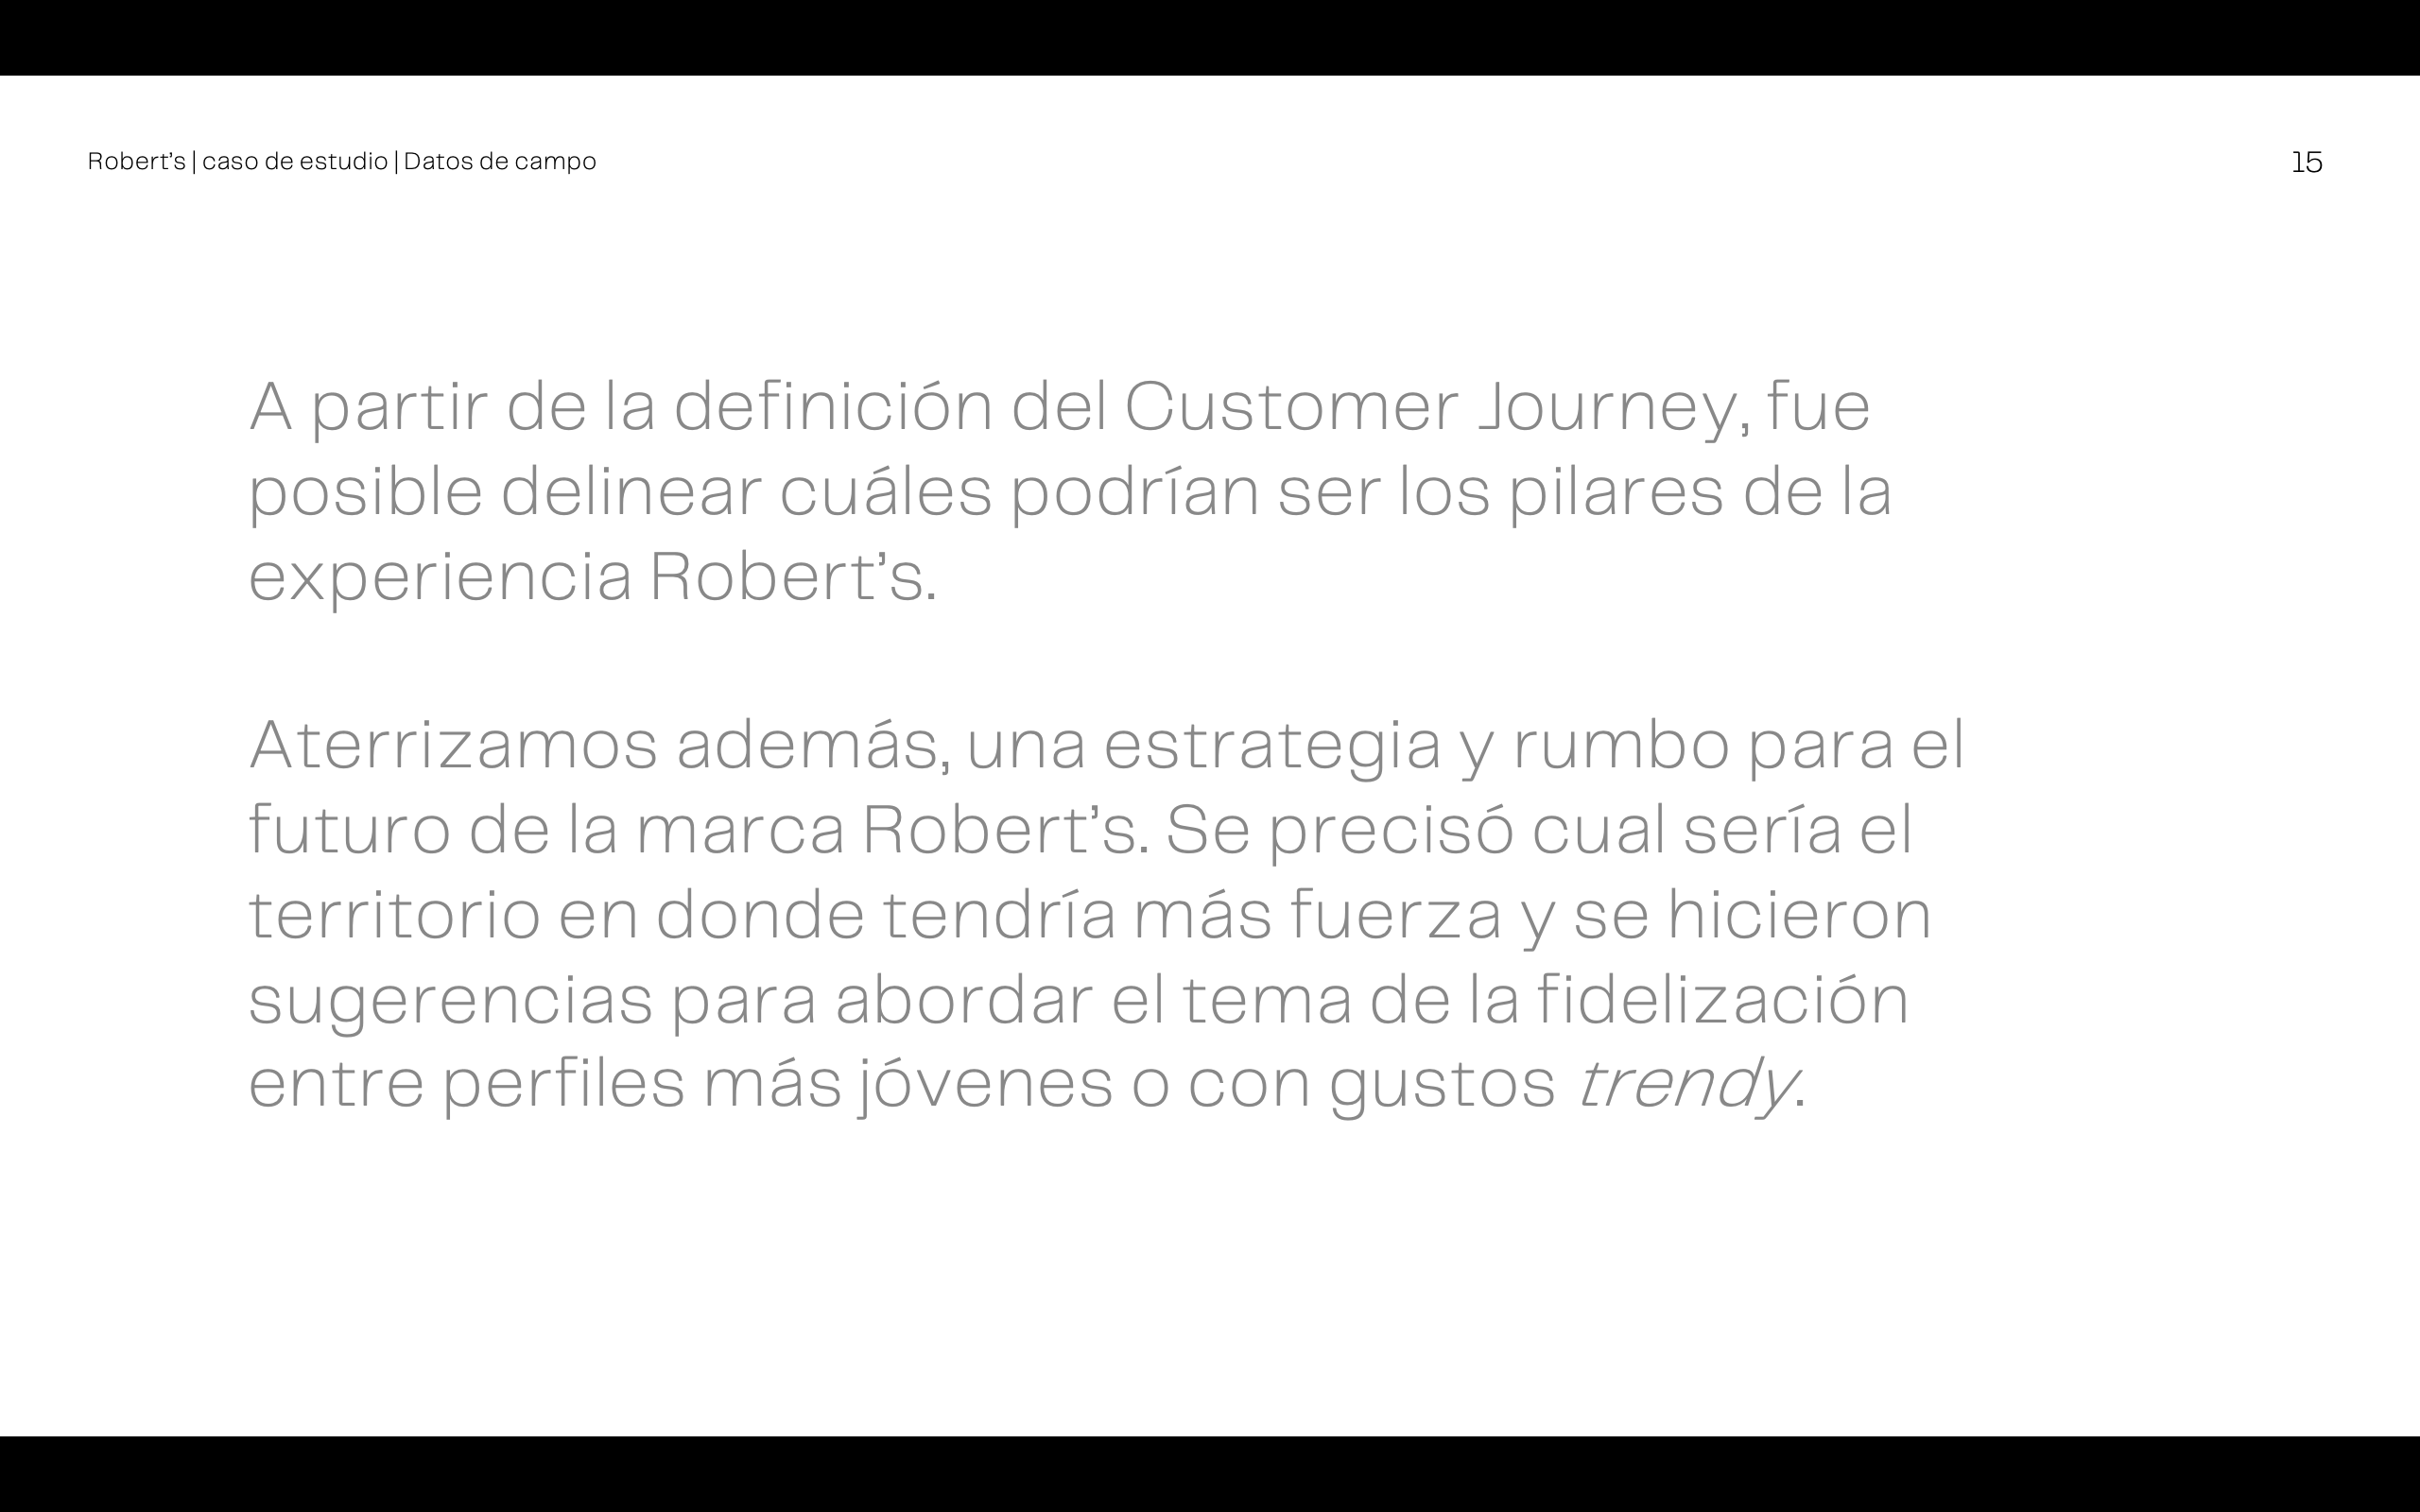 Robert’s | caso de estudio | Datos de campo
15
A partir de la definición del Customer Journey, fue
posible delinear cuáles podrían ser los pilares de la
experiencia Robert’s.
Aterrizamos además, una estrategia y rumbo para el
futuro de la marca Robert’s. Se precisó cual sería el
territorio en donde tendría más fuerza y se hicieron
sugerencias para abordar el tema de la fidelización
entre perfiles más jóvenes o con gustos trendy.